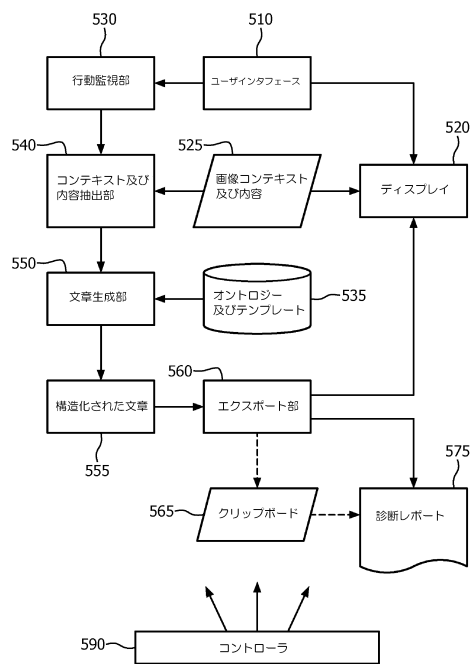 530
510
行動監視部
ユーザインタフェース
540
525
520
コンテキスト及び
内容抽出部
画像コンテキスト
及び内容
ディスプレイ
550
文章生成部
オントロジー
及びテンプレート
535
560
構造化された文章
エクスポート部
555
575
565
クリップボード
診断レポート
590
コントローラ